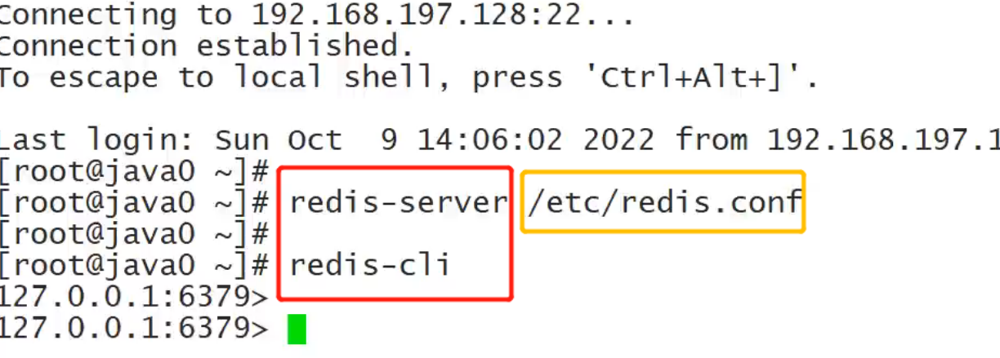 Connecting to 192.168.197.128:22...
Connection established.
To escape to local shell, press 'Ctrl+Alt+]'.
Last login: Sun Oct  9 14:06:02 2022 from 192.168.197.1
[root@java0 ~]#
[root@java0 ~]# redis-server /etc/redis.conf
[root@java0 ~]#
[root@java0 ~]# redis-cli
127.0.0.1:6379>
127.0.0.1:6379>